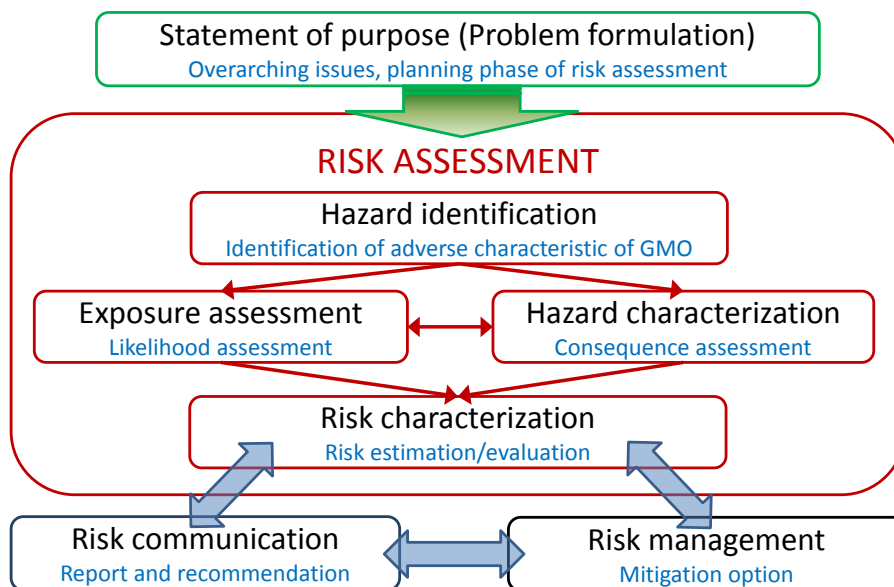 Statement of purpose (Problem formulation)
Overarching issues, planning phase of risk assessment
RISK ASSESSMENT
Hazard identification
Identification of adverse characteristic of GMO
Exposure assessment
Likelihood assessment
Hazard characterization
Consequence assessment
Risk characterization
Risk estimation/evaluation
Risk communication
Report and recommendation
Risk management
Mitigation option